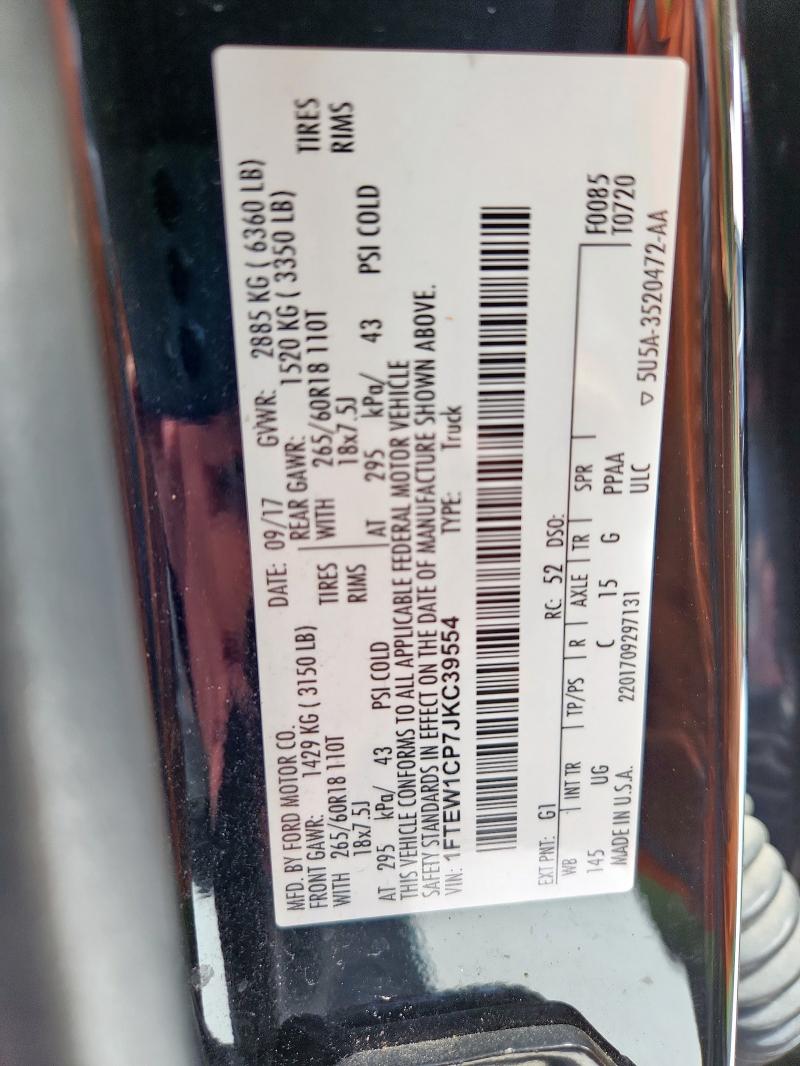 MFD. BY FORD MOTOR CO. DATE: 09/17 GVWR: 2885 KG ( 6360 LB)
FRONT GAWR: 1429 KG ( 3150 LB) REAR GAWR: 1520 KG ( 3350 LB)
WITH 265/60R18 110T TIRES WITH 265/60R18 110T TIRES
18x7.5J RIMS 18x7.5J RIMS
AT 295 kPa/ 43 PSI COLD AT 295 kPa/ 43 PSI COLD
THIS VEHICLE CONFORMS TO ALL APPLICABLE FEDERAL MOTOR VEHICLE
SAFETY STANDARDS IN EFFECT ON THE DATE OF MANUFACTURE SHOWN ABOVE.
VIN: 1FTEW1CP7JKC39554 TYPE: Truck
EXT PNT: G1 RC: 52 DSO:
WB INT TR TP/PS R AXLE TR SPR F0085
145 UG C 15 G PPAA T0720
MADE IN U.S.A. 2201709297131 ULC
▽ 5U5A-3520472-AA